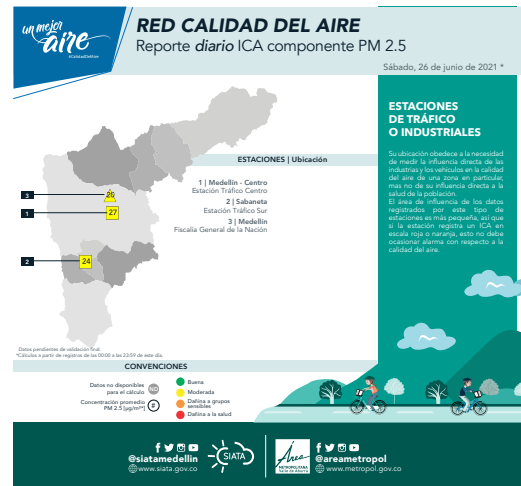 un mejor
aire
#CalidadDelAire
RED CALIDAD DEL AIRE
Reporte diario ICA componente PM 2.5
Sábado, 26 de junio de 2021 *
ESTACIONES | Ubicación
1 | Medellín - Centro
Estación Tráfico Centro
2 | Sabaneta
Estación Tráfico Sur
3 | Medellín
Fiscalía General de la Nación
3
20
1
27
2
24
ESTACIONES
DE TRÁFICO
O INDUSTRIALES
Su ubicación obedece a la necesidad
de medir la influencia directa de las
industrias y los vehículos en la calidad
del aire de una zona en particular,
mas no de su influencia directa a la
salud de la población.
El área de influencia de los datos
registrados por este tipo de
estaciones es más pequeña, así que
si la estación registra un ICA en
escala roja o naranja, esto no debe
ocasionar alarma con respecto a la
calidad del aire.
Datos pendientes de validación final.
*Cálculos a partir de registros de las 00:00 a las 23:59 de este día.
CONVENCIONES
Datos no disponibles
para el cálculo
ND
Concentración promedio
PM 2.5 [µg/m³*]
#
Buena
Moderada
Dañina a grupos
sensibles
Dañina a la salud
@siatamedellin
www.siata.gov.co
SIATA
Área
METROPOLITANA
Valle de Aburrá
@areametropol
www.metropol.gov.co